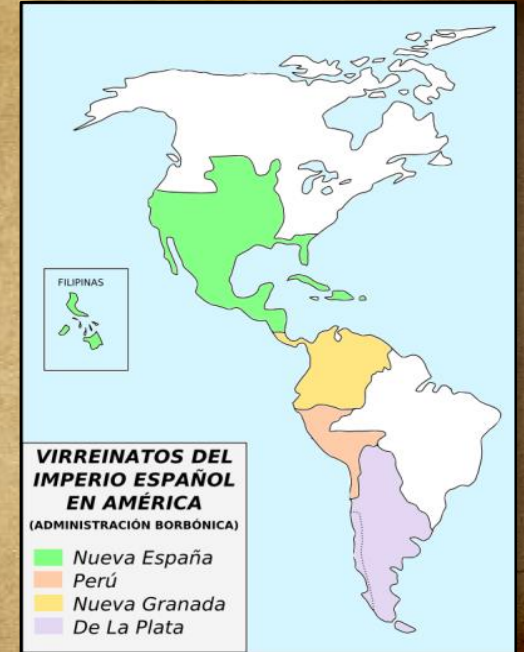 FILIPINAS
VIRREINATOS DEL
IMPERIO ESPAÑOL
EN AMÉRICA
(ADMINISTRACIÓN BORBÓNICA)
Nueva España
Perú
Nueva Granada
De La Plata